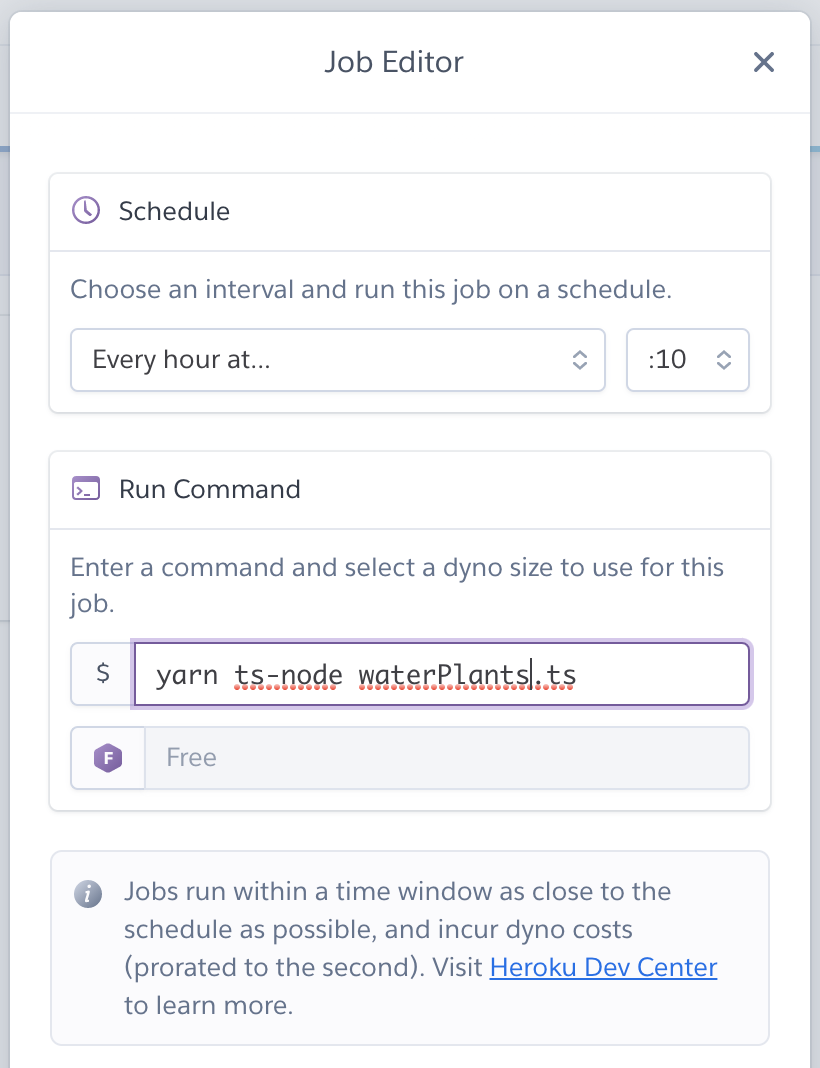 Job Editor
Schedule
Choose an interval and run this job on a schedule.
Every hour at...
:10
Run Command
Enter a command and select a dyno size to use for this
job.
$ yarn ts-node waterPlants.ts
F Free
i Jobs run within a time window as close to the
schedule as possible, and incur dyno costs
(prorated to the second). Visit Heroku Dev Center
to learn more.